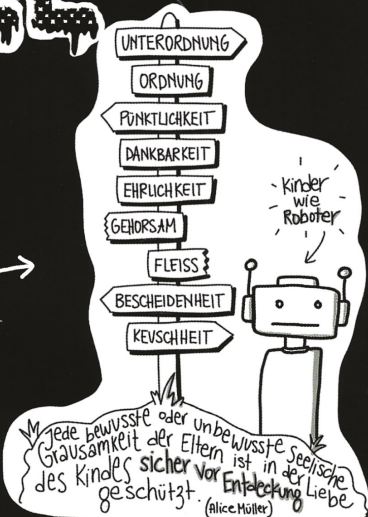 UNTERORDNUNG
ORDNUNG
PÜNKTLICHKEIT
DANKBARKEIT
EHRLICHKEIT
GEHORSAM
FLEISS
BESCHEIDENHEIT
KEUSCHHEIT
Kinder
wie
Roboter
Jede bewusste oder unbewusste seelische
Grausamkeit der Eltern ist in der Liebe
des Kindes sicher vor Entdeckung
geschützt.
(Alice Müller)